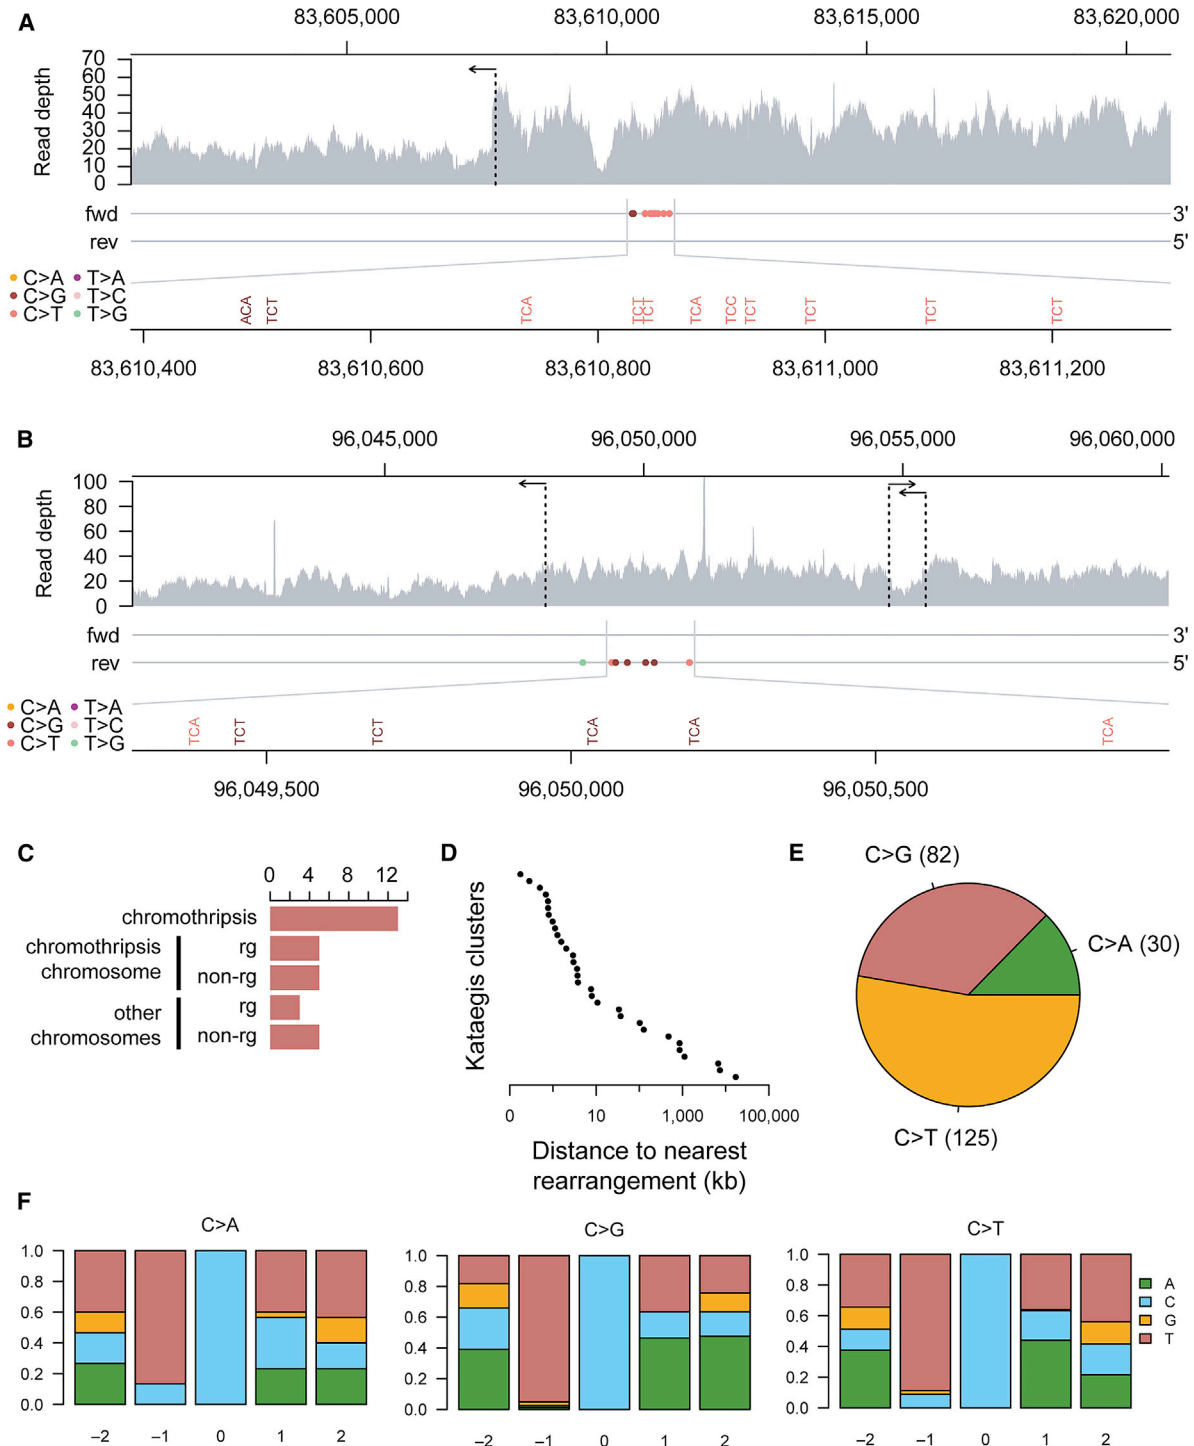 A
83,605,000 83,610,000 83,615,000 83,620,000
70
60
50
40
30
20
10
0
Read depth
fwd 3'
rev 5'
C>A T>A
C>G T>C
C>T T>G
ACA TCT TCA TCT TCT TCA TCC TCT TCT TCT TCT
83,610,400 83,610,600 83,610,800 83,611,000 83,611,200
B
96,045,000 96,050,000 96,055,000 96,060,000
100
80
60
40
20
0
Read depth
fwd 3'
rev 5'
C>A T>A
C>G T>C
C>T T>G
TCA TCT TCT TCA TCA TCA
96,049,500 96,050,000 96,050,500
C
0 4 8 12
chromothripsis
chromothripsis rg
chromosome non-rg
other rg
chromosomes non-rg
D
Kataegis clusters
0 10 1,000 100,000
Distance to nearest
rearrangement (kb)
E
C>G (82)
C>A (30)
C>T (125)
F
C>A
1.0
0.8
0.6
0.4
0.2
0.0
−2 −1 0 1 2
C>G
1.0
0.8
0.6
0.4
0.2
0.0
−2 −1 0 1 2
C>T
1.0
0.8
0.6
0.4
0.2
0.0
−2 −1 0 1 2
A
C
G
T